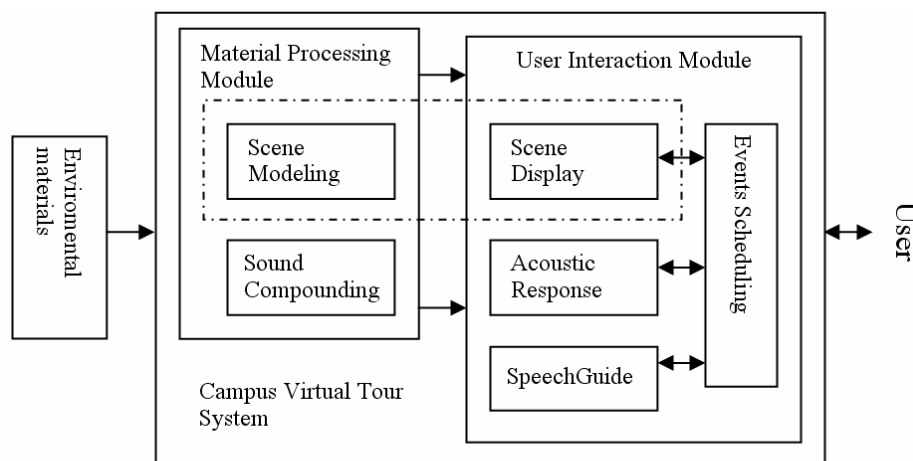 Material Processing
Module
User Interaction Module
Enviromental
materials
Scene
Modeling
Scene
Display
Events Scheduling
User
Sound
Compounding
Acoustic
Response
SpeechGuide
Campus Virtual Tour
System